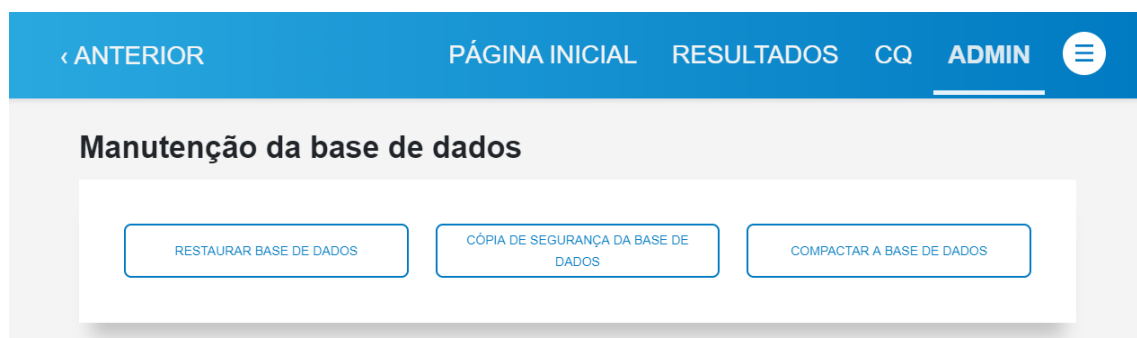 ‹ ANTERIOR PÁGINA INICIAL RESULTADOS CQ ADMIN
Manutenção da base de dados
RESTAURAR BASE DE DADOS
CÓPIA DE SEGURANÇA DA BASE DE
DADOS
COMPACTAR A BASE DE DADOS